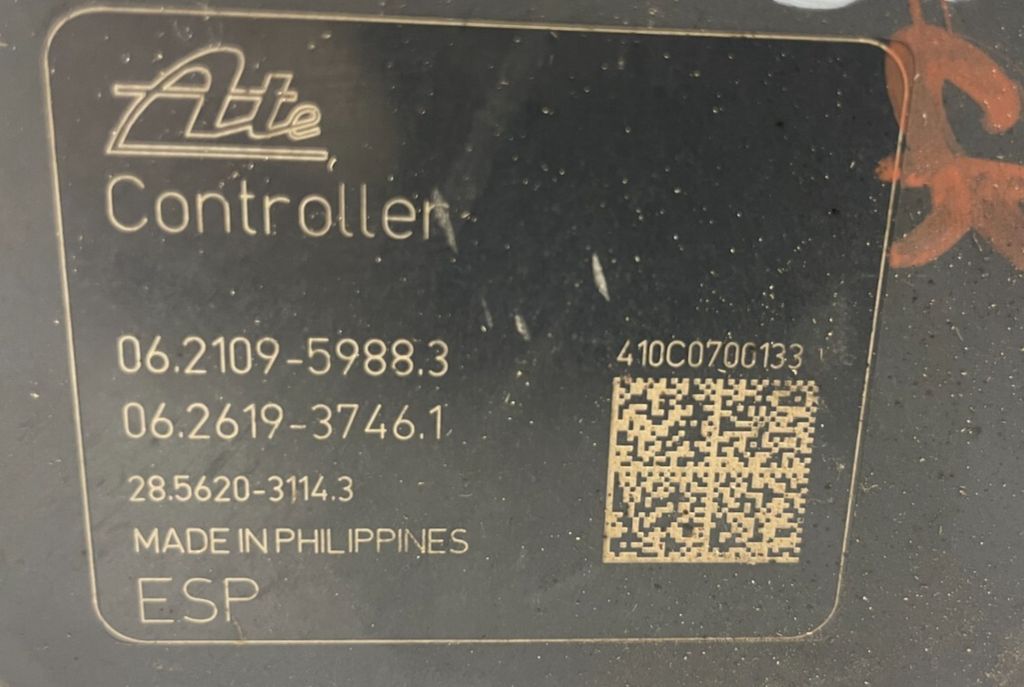 Ate
Controller
06.2109-5988.3
06.2619-3746.1
28.5620-3114.3
MADE IN PHILIPPINES
ESP
410C0700133